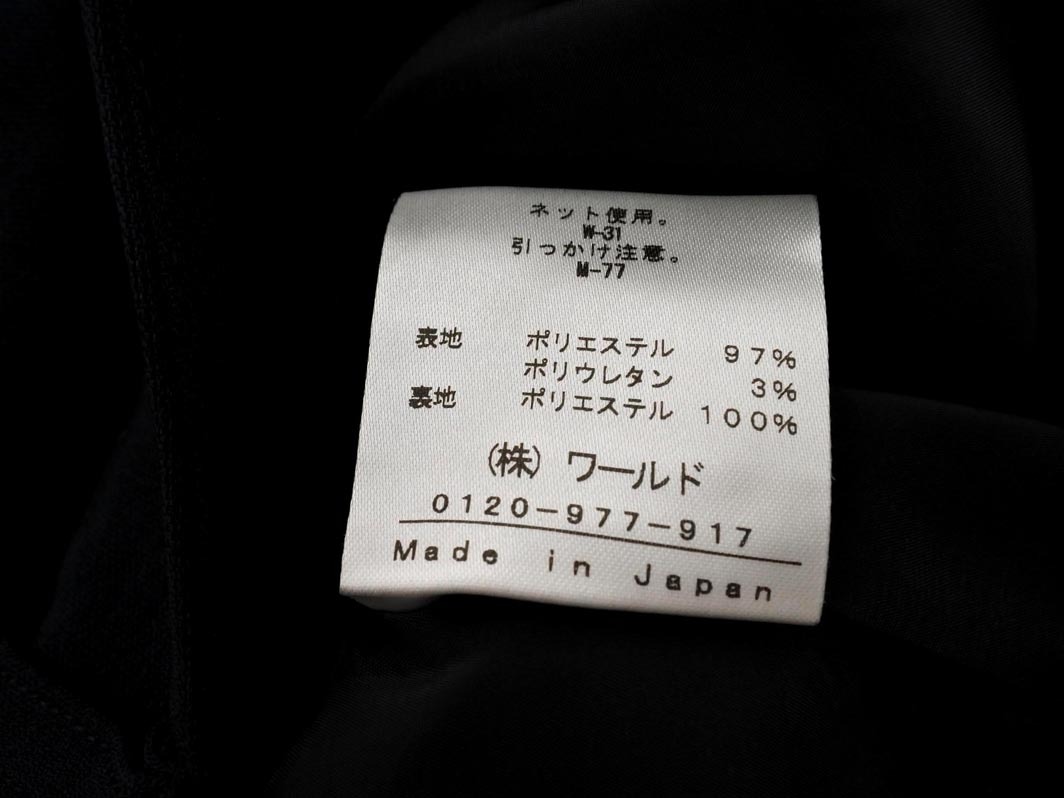 ネット使用。
W-31
引っかけ注意。
M-77
表地 ポリエステル 97%
ポリウレタン 3%
裏地 ポリエステル 100%
(株) ワールド
0120-977-917
Made in Japan